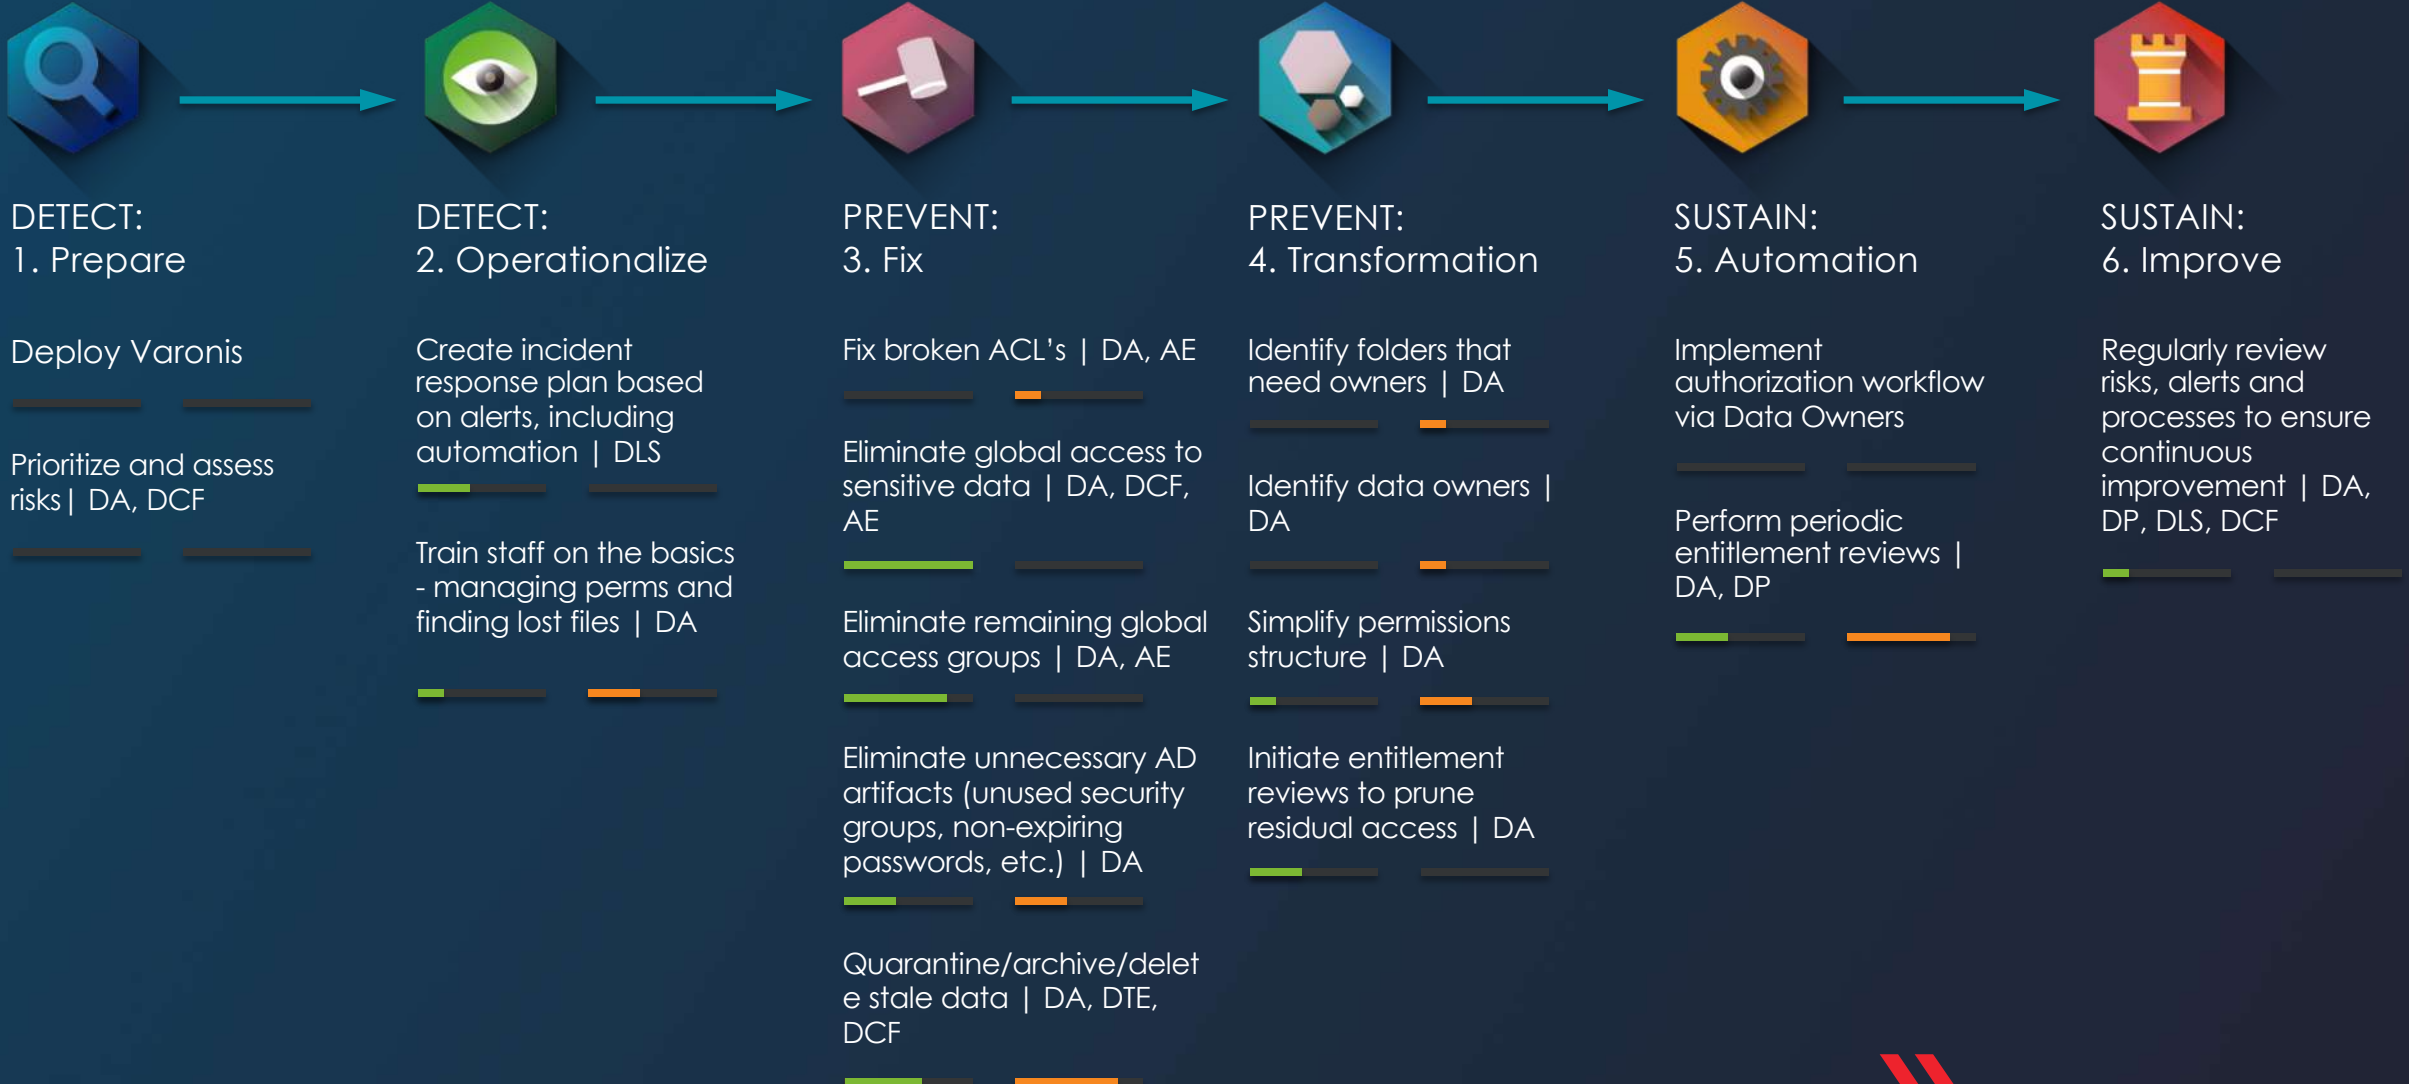 DETECT:
1. Prepare
Deploy Varonis
Prioritize and assess
risks| DA, DCF
DETECT:
2. Operationalize
Create incident
response plan based
on alerts, including
automation | DLS
Train staff on the basics
- managing perms and
finding lost files | DA
PREVENT:
3. Fix
Fix broken ACL's | DA, AE
Eliminate global access to
sensitive data | DA, DCF,
AE
Eliminate remaining global
access groups | DA, AE
Eliminate unnecessary AD
artifacts (unused security
groups, non-expiring
passwords, etc.) | DA
Quarantine/archive/delet
e stale data | DA, DTE,
DCF
PREVENT:
4. Transformation
Identify folders that
need owners | DA
Identify data owners |
DA
Simplify permissions
structure | DA
Initiate entitlement
reviews to prune
residual access | DA
SUSTAIN:
5. Automation
Implement
authorization workflow
via Data Owners
Perform periodic
entitlement reviews |
DA, DP
SUSTAIN:
6. Improve
Regularly review
risks, alerts and
processes to ensure
continuous
improvement | DA,
DP, DLS, DCF